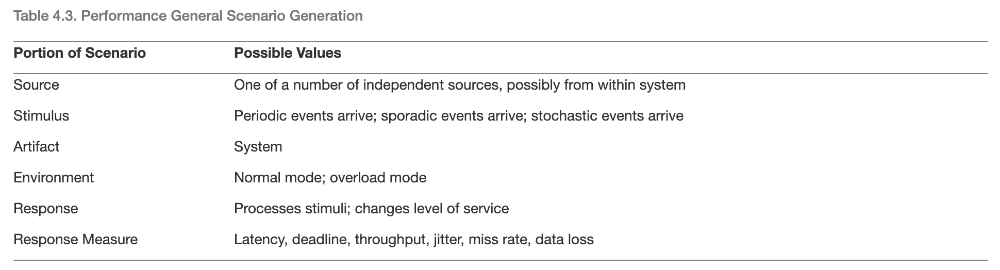 Table 4.3. Performance General Scenario Generation
Portion of Scenario Possible Values
Source One of a number of independent sources, possibly from within system
Stimulus Periodic events arrive; sporadic events arrive; stochastic events arrive
Artifact System
Environment Normal mode; overload mode
Response Processes stimuli; changes level of service
Response Measure Latency, deadline, throughput, jitter, miss rate, data loss